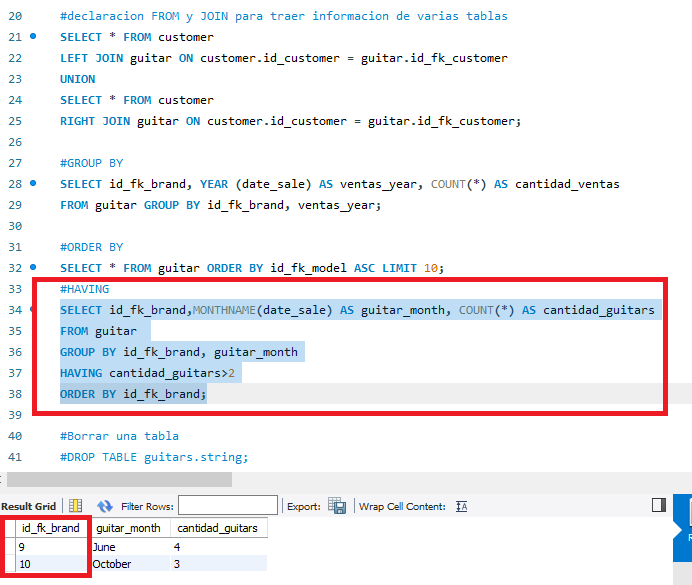 20 #declaracion FROM y JOIN para traer informacion de varias tablas
21 SELECT * FROM customer
22 LEFT JOIN guitar ON customer.id_customer = guitar.id_fk_customer
23 UNION
24 SELECT * FROM customer
25 RIGHT JOIN guitar ON customer.id_customer = guitar.id_fk_customer;
26
27 #GROUP BY
28 SELECT id_fk_brand, YEAR (date_sale) AS ventas_year, COUNT(*) AS cantidad_ventas
29 FROM guitar GROUP BY id_fk_brand, ventas_year;
30
31 #ORDER BY
32 SELECT * FROM guitar ORDER BY id_fk_model ASC LIMIT 10;
33 #HAVING
34 SELECT id_fk_brand,MONTHNAME(date_sale) AS guitar_month, COUNT(*) AS cantidad_guitars
35 FROM guitar
36 GROUP BY id_fk_brand, guitar_month
37 HAVING cantidad_guitars>2
38 ORDER BY id_fk_brand;
39
40 #Borrar una tabla
41 #DROP TABLE guitars.string;
Result Grid Filter Rows: Export: Wrap Cell Content:
id_fk_brand guitar_month cantidad_guitars
9 June 4
10 October 3